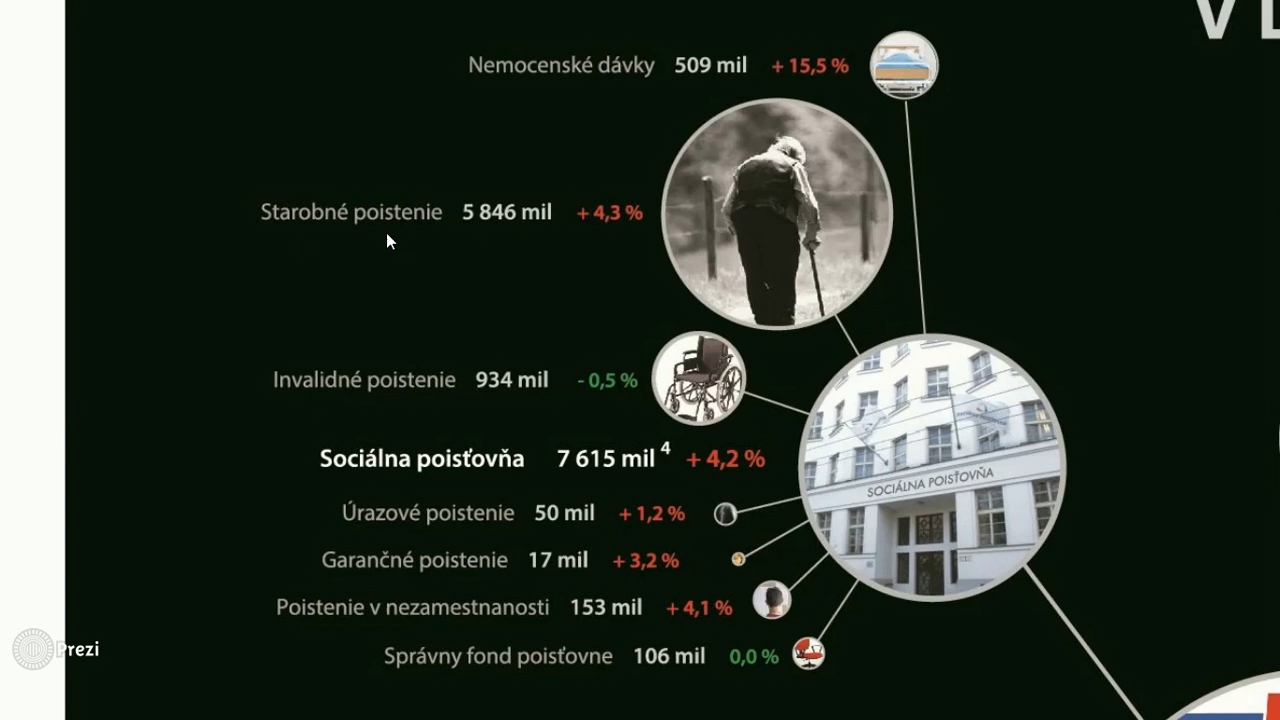 Nemocenské dávky 509 mil + 15,5 %
Starobné poistenie 5 846 mil + 4,3 %
Invalidné poistenie 934 mil - 0,5 %
Sociálna poisťovňa 7 615 mil 4 + 4,2 %
SOCIÁLNA POISŤOVŇA
Úrazové poistenie 50 mil + 1,2 %
Garančné poistenie 17 mil + 3,2 %
Poistenie v nezamestnanosti 153 mil + 4,1 %
Správny fond poisťovne 106 mil 0,0 %
Prezi